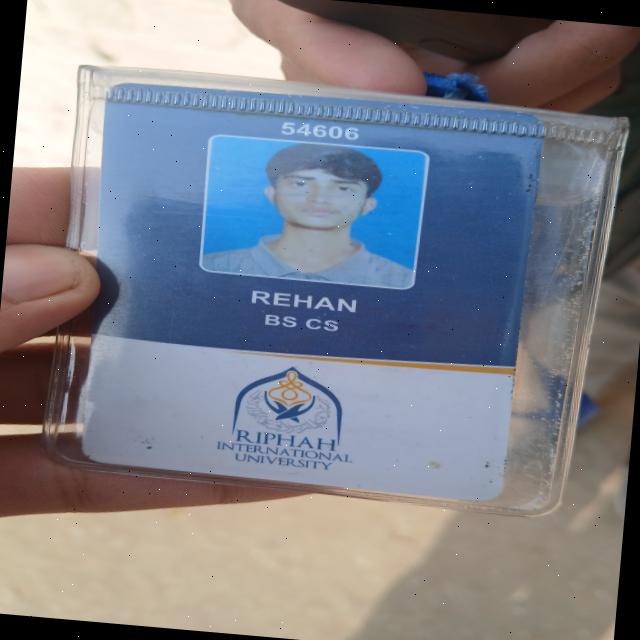 54606
REHAN
BS CS
RIPHAH
INTERNATIONAL
UNIVERSITY